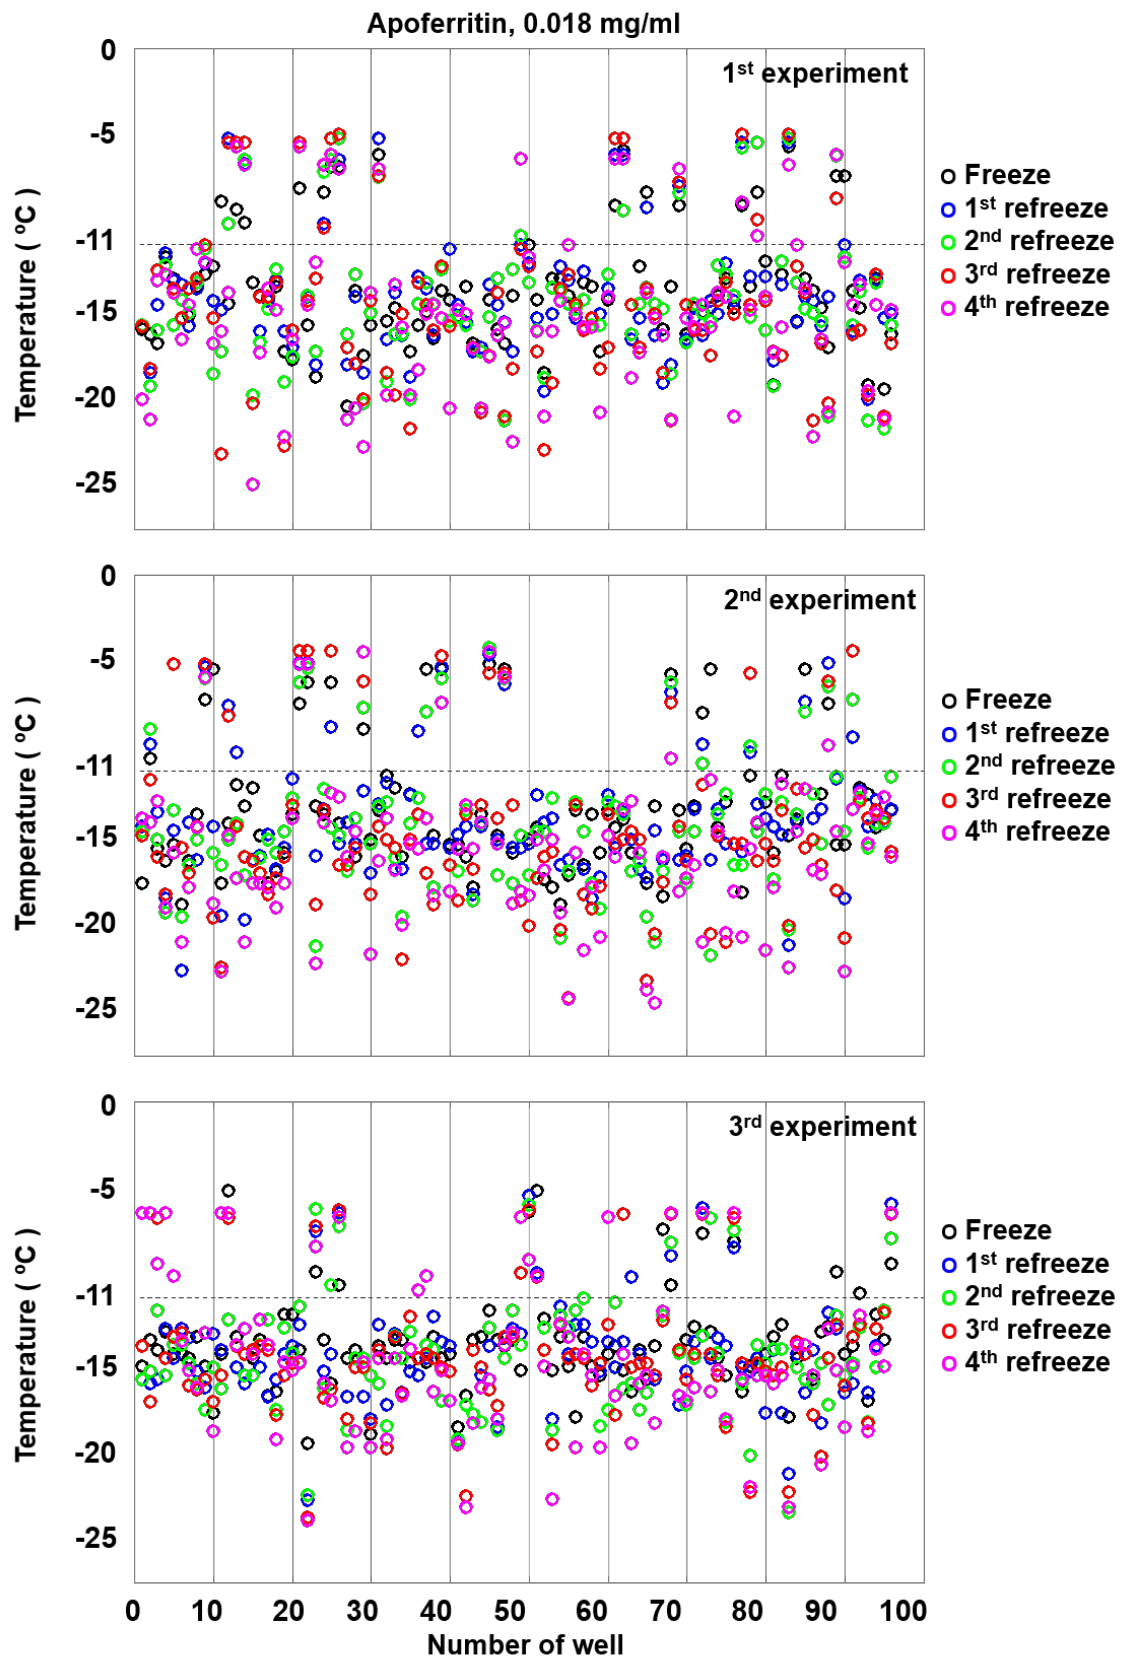 Apoferritin, 0.018 mg/ml
0
-5
-11
-15
-20
-25
Temperature ( ºC )
1st experiment
Freeze
1st refreeze
2nd refreeze
3rd refreeze
4th refreeze
0
-5
-11
-15
-20
-25
Temperature ( ºC )
2nd experiment
Freeze
1st refreeze
2nd refreeze
3rd refreeze
4th refreeze
0
-5
-11
-15
-20
-25
Temperature ( ºC )
3rd experiment
Freeze
1st refreeze
2nd refreeze
3rd refreeze
4th refreeze
0 10 20 30 40 50 60 70 80 90 100
Number of well